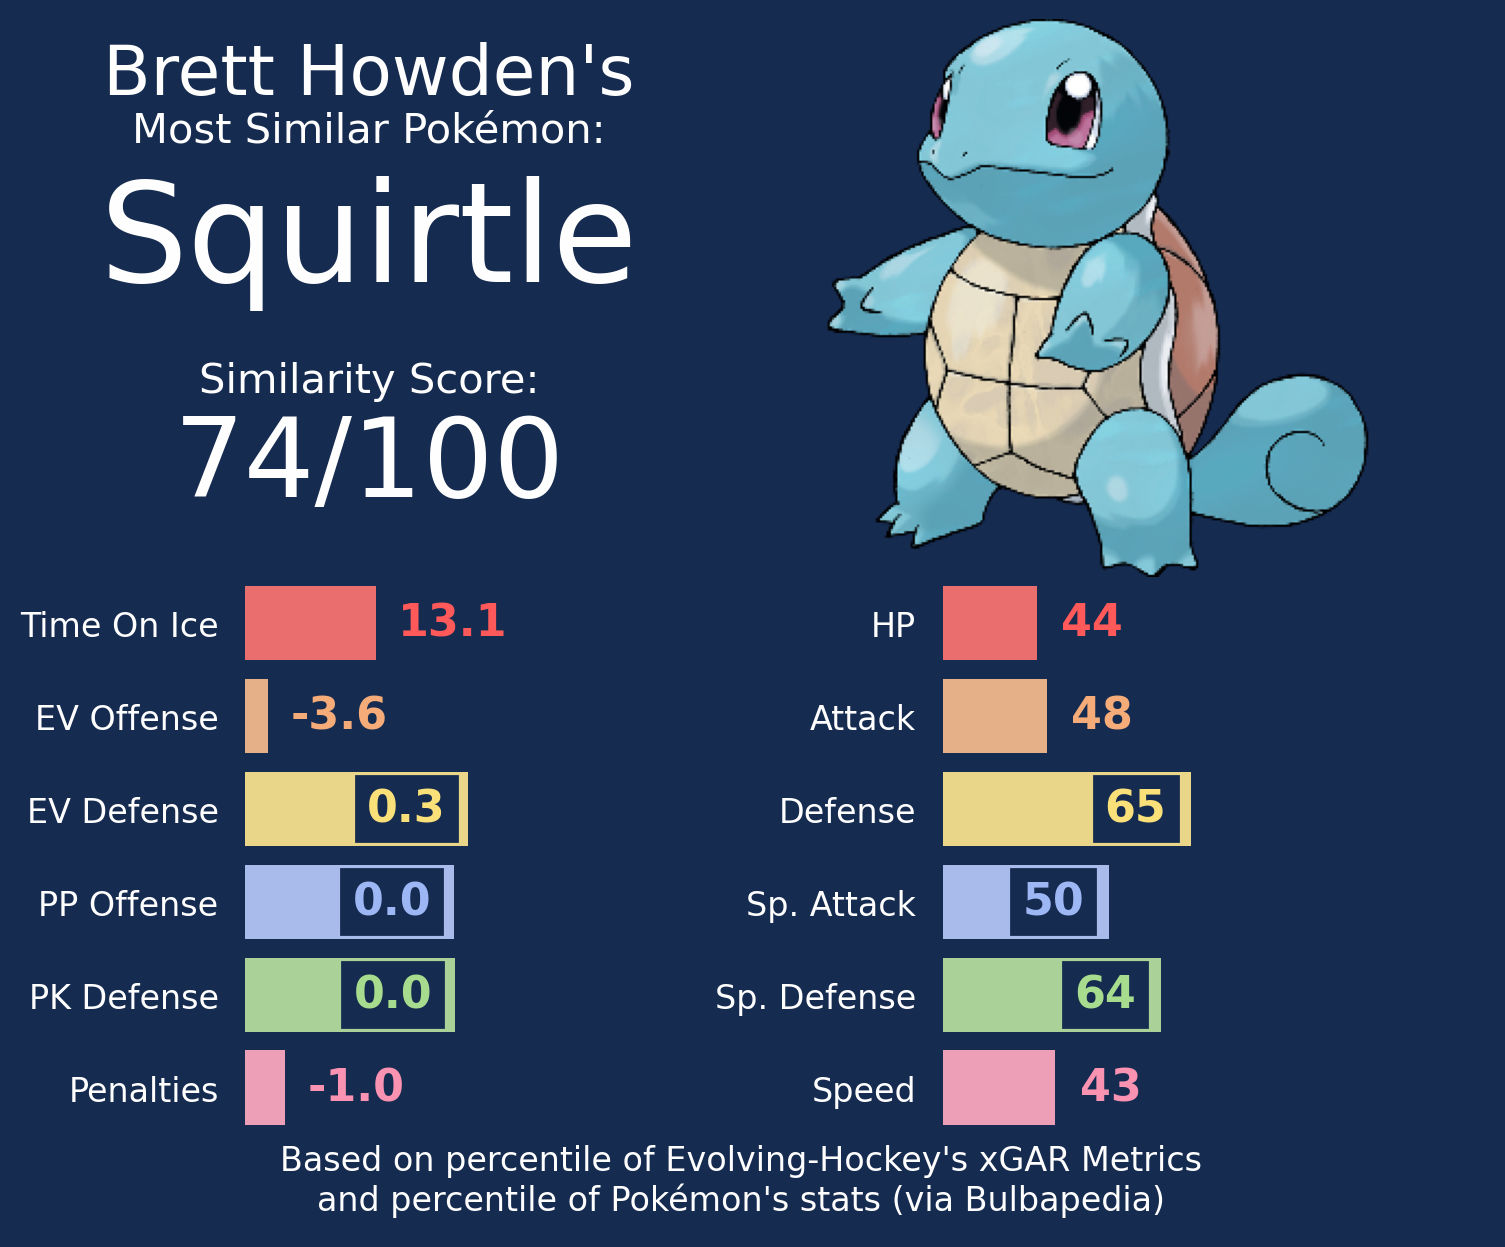 Brett Howden's
Most Similar Pokémon:
Squirtle
Similarity Score:
74/100
Time On Ice 13.1
EV Offense -3.6
EV Defense 0.3
PP Offense 0.0
PK Defense 0.0
Penalties -1.0
HP 44
Attack 48
Defense 65
Sp. Attack 50
Sp. Defense 64
Speed 43
Based on percentile of Evolving-Hockey's xGAR Metrics
and percentile of Pokémon's stats (via Bulbapedia)